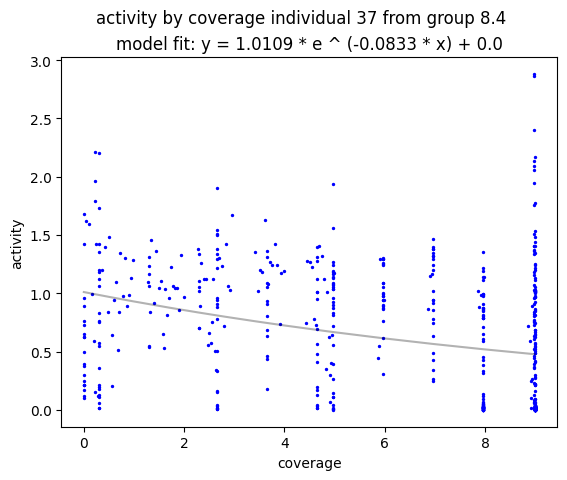 activity by coverage individual 37 from group 8.4
model fit: y = 1.0109 * e ^ (-0.0833 * x) + 0.0
3.0
2.5
2.0
1.5
1.0
0.5
0.0
activity
0 2 4 6 8
coverage